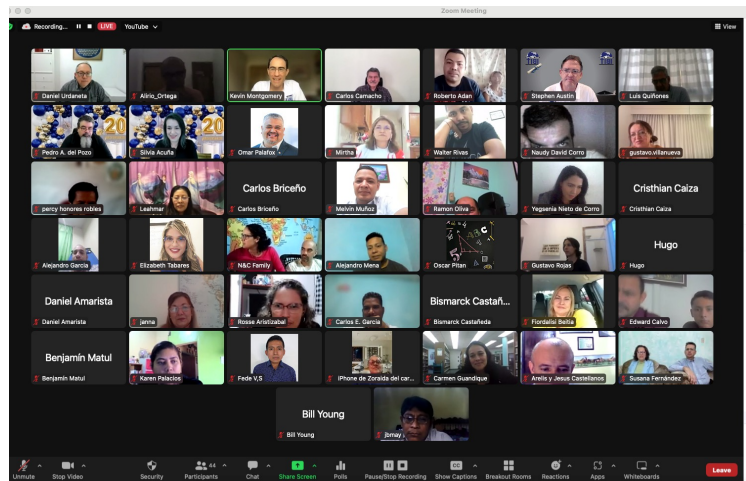 Zoom Meeting
Recording... LIVE YouTube View
Daniel Urdaneta Alirio_Ortega Kevin Montgomery Carlos Camacho Roberto Adan Stephen Austin Luis Quiñones
20 20
Pedro A. del Pozo Silvia Acuña Omar Palafox Mirtha Walter Rivas Naudy David Corro gustavo.villanueva
Carlos Briceño Cristhian Caiza
percy honores robles Leahmar Carlos Briceño Melvin Muñoz Ramon Oliva Yegsenia Nieto de Corro Cristhian Caiza
Hugo
Alejandro Garcia Elizabeth Tabares N&C Family Alejandro Mena Oscar Pitan Gustavo Rojas Hugo
Daniel Amarista Bismarck Castañ...
Daniel Amarista janna Rosse Aristizabal Carlos E. Garcia Bismarck Castañeda Fiordalisi Beitia Edward Calvo
Benjamín Matul
Benjamín Matul Karen Palacios Fede V,S iPhone de Zoraida del car... Carmen Guandique Arelis y Jesus Castellanos Susana Fernández
Bill Young
Bill Young jbmay
Unmute Stop Video Security Participants 44 Chat Share Screen Polls Pause/Stop Recording CC Show Captions Breakout Rooms Reactions Apps Whiteboards Leave